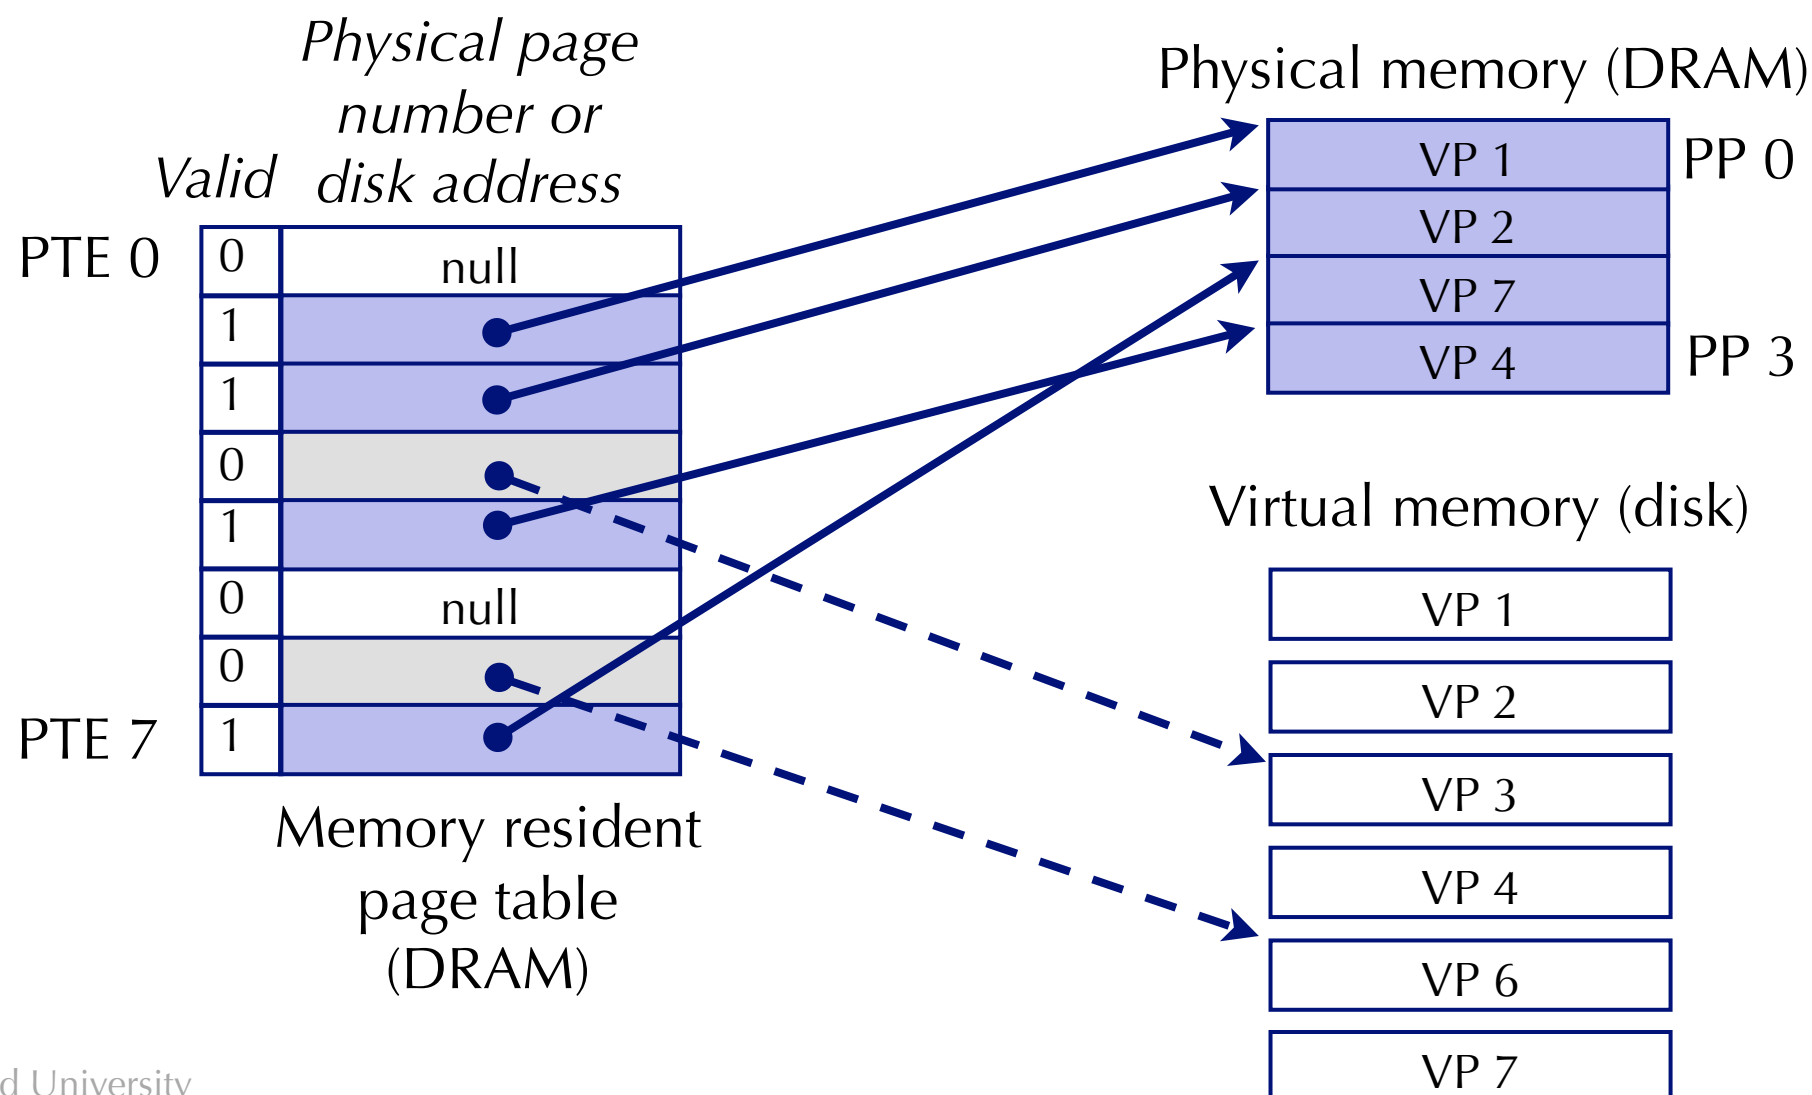 Physical page
number or
disk address
Valid
PTE 0
0
null
1
1
0
1
0
null
0
PTE 7
1
Memory resident
page table
(DRAM)
Physical memory (DRAM)
VP 1
PP 0
VP 2
VP 7
VP 4
PP 3
Virtual memory (disk)
VP 1
VP 2
VP 3
VP 4
VP 6
VP 7
d University